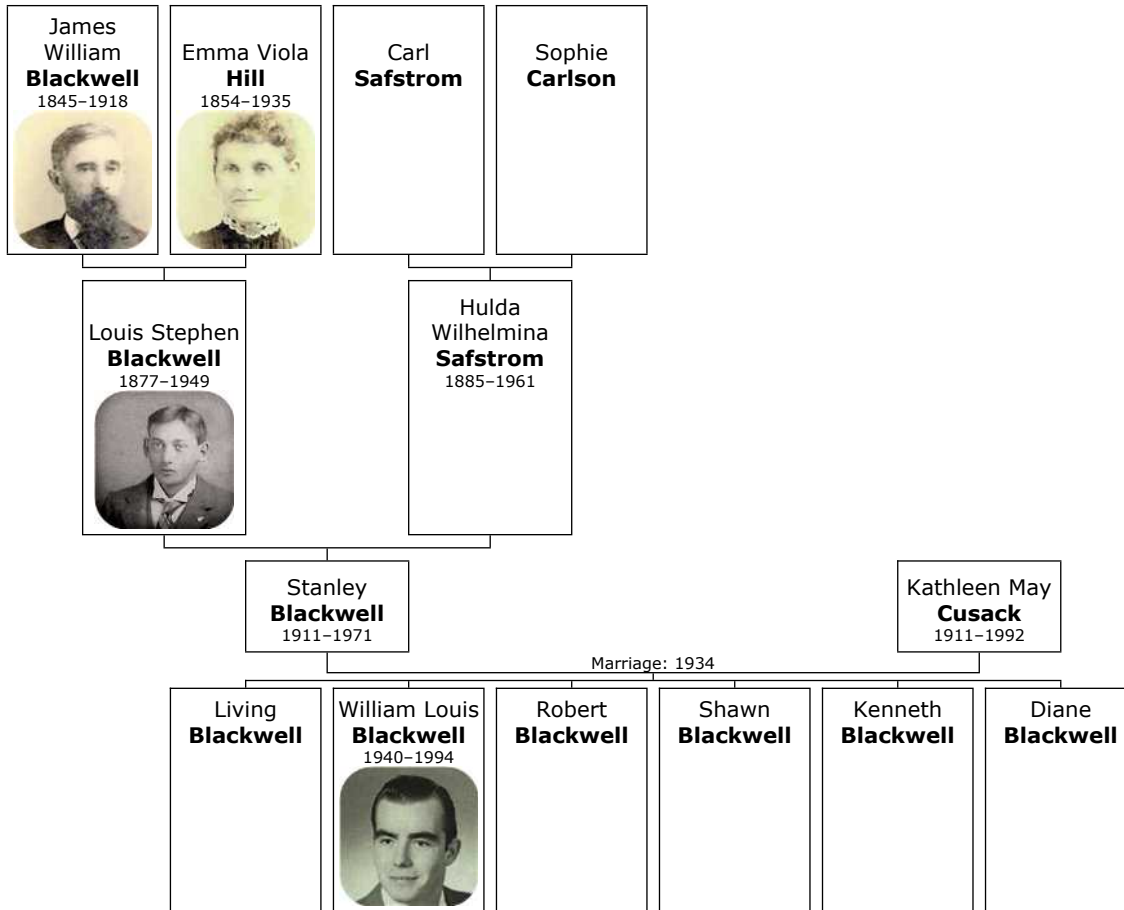 James
William
Blackwell
1845–1918
Emma Viola
Hill
1854–1935
Carl
Safstrom
Sophie
Carlson
Louis Stephen
Blackwell
1877–1949
Hulda
Wilhelmina
Safstrom
1885–1961
Stanley
Blackwell
1911–1971
Kathleen May
Cusack
1911–1992
Marriage: 1934
Living
Blackwell
William Louis
Blackwell
1940–1994
Robert
Blackwell
Shawn
Blackwell
Kenneth
Blackwell
Diane
Blackwell